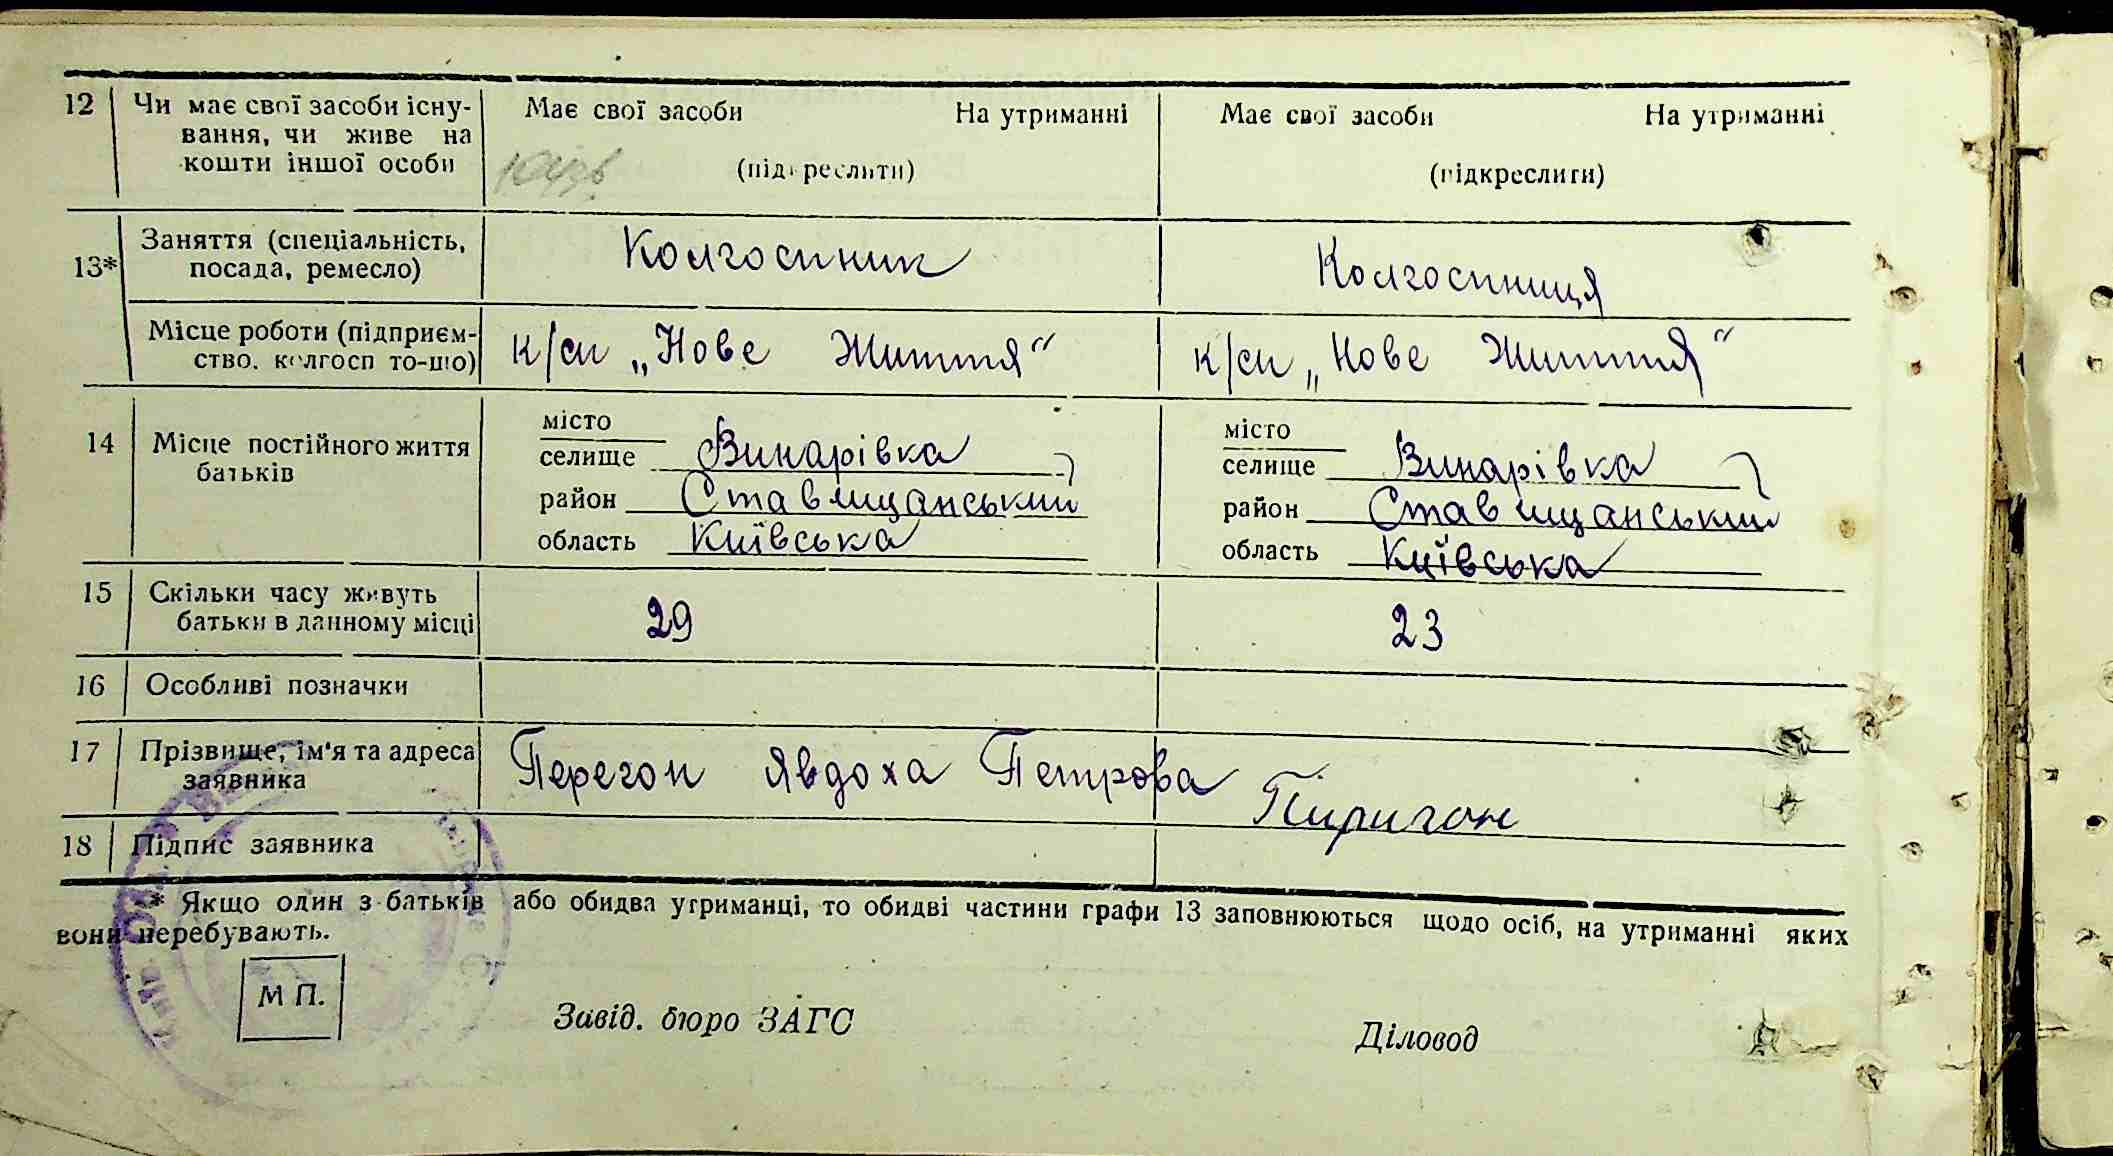 12 Чи має свої засоби існу- Має свої засоби На утриманні Має свої засоби На утриманні
вання, чи живе на
кошти іншої особи (підкреслити) (підкреслити)
Заняття (спеціальність, Колгоспник Колгоспниця
13* посада, ремесло)
Місце роботи (підприєм- к/сп „Нове Життя“ к/сп „Нове Життя“
ство, колгосп то-що)
місто місто
14 Місце постійного життя селище Винарівка селище Винарівка
батьків район Ставищанський район Ставищанський
область Київська область Київська
15 Скільки часу живуть 29 23
батьки в данному місці
16 Особливі позначки
17 Прізвище, ім'я та адреса Перегон Явдоха Петрова
заявника Пиригон
18 Підпис заявника
* Якщо один з батьків або обидва утриманці, то обидві частини графи 13 заповнюються щодо осіб, на утриманні яких
вони перебувають.
М П.
Завід. бюро ЗАГС Діловод